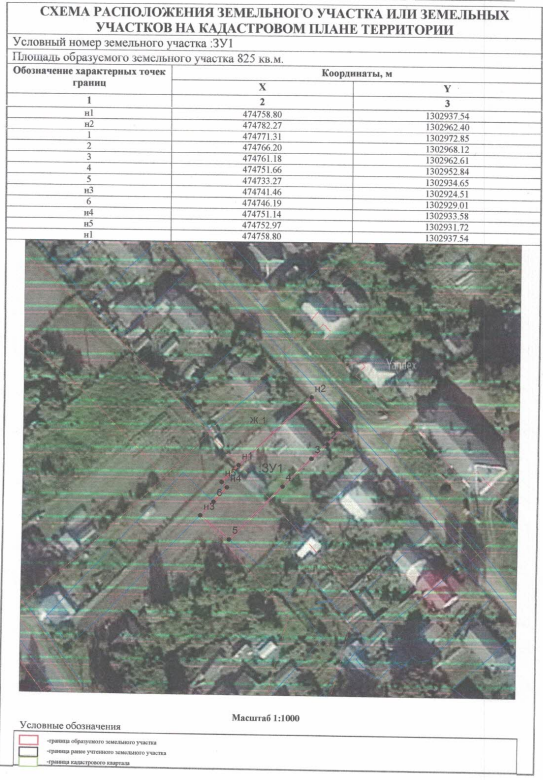 СХЕМА РАСПОЛОЖЕНИЯ ЗЕМЕЛЬНОГО УЧАСТКА ИЛИ ЗЕМЕЛЬНЫХ
УЧАСТКОВ НА КАДАСТРОВОМ ПЛАНЕ ТЕРРИТОРИИ
Условный номер земельного участка :ЗУ1
Площадь образуемого земельного участка 825 кв.м.
Обозначение характерных точек границ Координаты, м
X Y
1 2 3
н1 474758.80 1302937.54
н2 474782.27 1302962.40
1 474771.31 1302972.85
2 474766.20 1302968.12
3 474761.18 1302962.61
4 474751.66 1302952.84
5 474733.27 1302934.65
н3 474741.46 1302924.51
6 474746.19 1302929.01
н4 474751.14 1302933.58
н5 474752.97 1302931.72
н1 474758.80 1302937.54
Yandex
н2
Ж.1
2
3
н1
:ЗУ1
н5
н4
4
6
н3
5
Масштаб 1:1000
Условные обозначения
-граница образуемого земельного участка
-граница ранее учтенного земельного участка
-граница кадастрового квартала